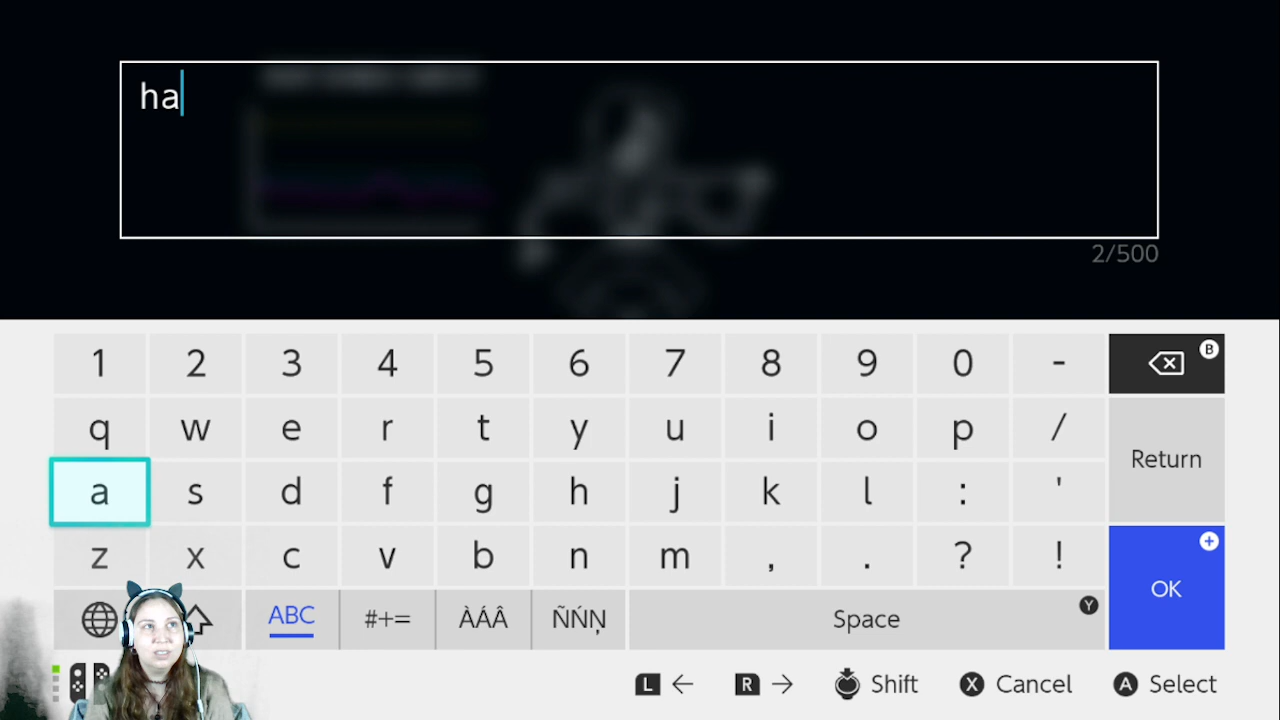 ha
2/500
1 2 3 4 5 6 7 8 9 0 - B
q w e r t y u i o p /
Return
a s d f g h j k l : '
z x c v b n m , . ? !
+
OK
ABC #+= ÀÁÂ ÑŃŅ Space Y
L ← R → Shift X Cancel A Select